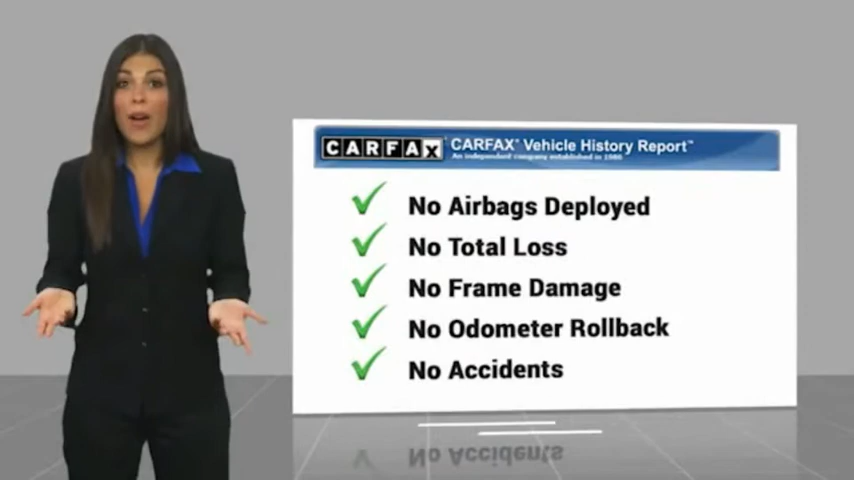 CARFAX CARFAX® Vehicle History Report™
An independent company established in 1986
No Airbags Deployed
No Total Loss
No Frame Damage
No Odometer Rollback
No Accidents
No Accidents